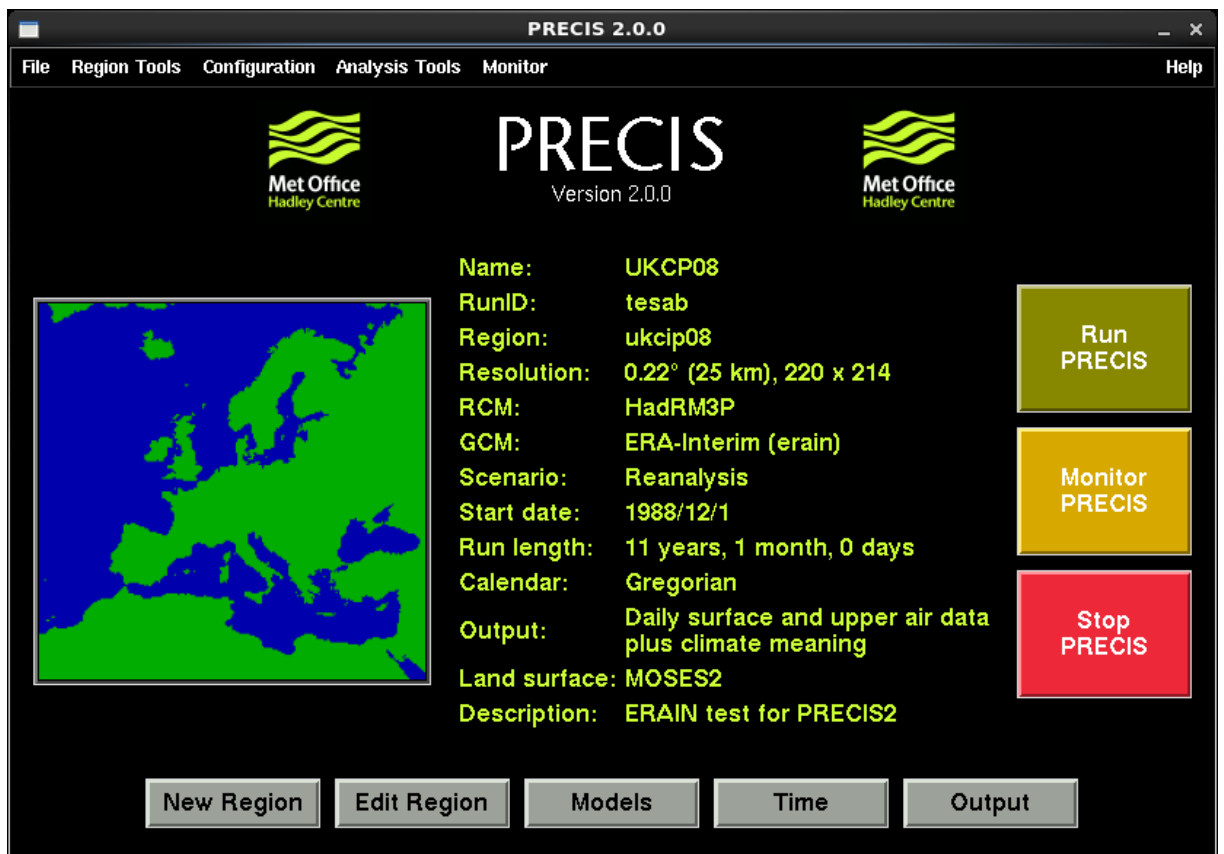 PRECIS 2.0.0
File Region Tools Configuration Analysis Tools Monitor Help
Met Office
Hadley Centre
PRECIS
Version 2.0.0
Met Office
Hadley Centre
Name: UKCP08
RunID: tesab
Region: ukcip08
Resolution: 0.22° (25 km), 220 x 214
RCM: HadRM3P
GCM: ERA-Interim (erain)
Scenario: Reanalysis
Start date: 1988/12/1
Run length: 11 years, 1 month, 0 days
Calendar: Gregorian
Output: Daily surface and upper air data
plus climate meaning
Land surface: MOSES2
Description: ERAIN test for PRECIS2
Run
PRECIS
Monitor
PRECIS
Stop
PRECIS
New Region Edit Region Models Time Output